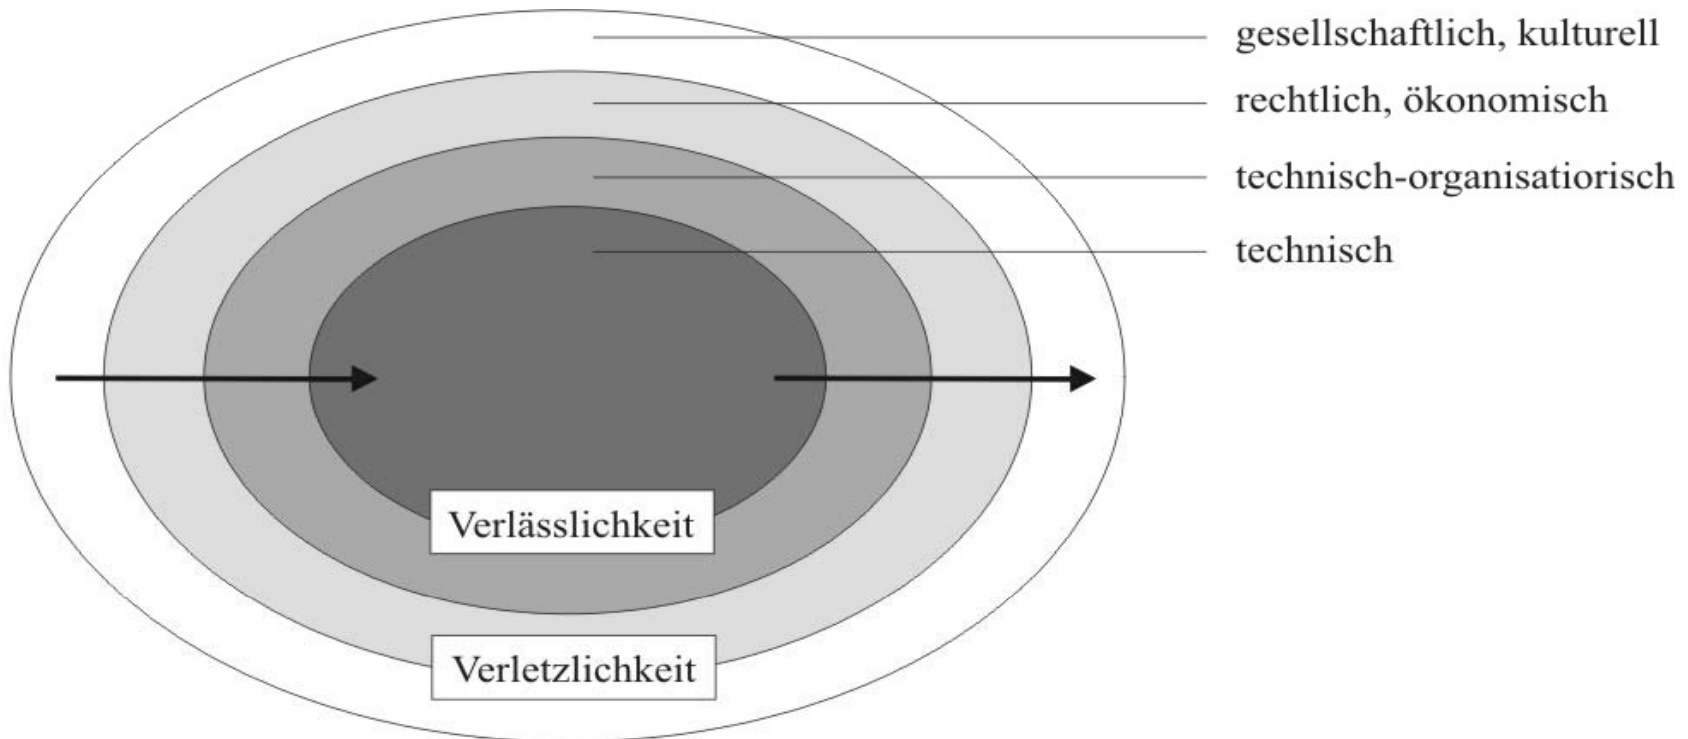 gesellschaftlich, kulturell
rechtlich, ökonomisch
technisch-organisatiorisch
technisch
Verlässlichkeit
Verletzlichkeit